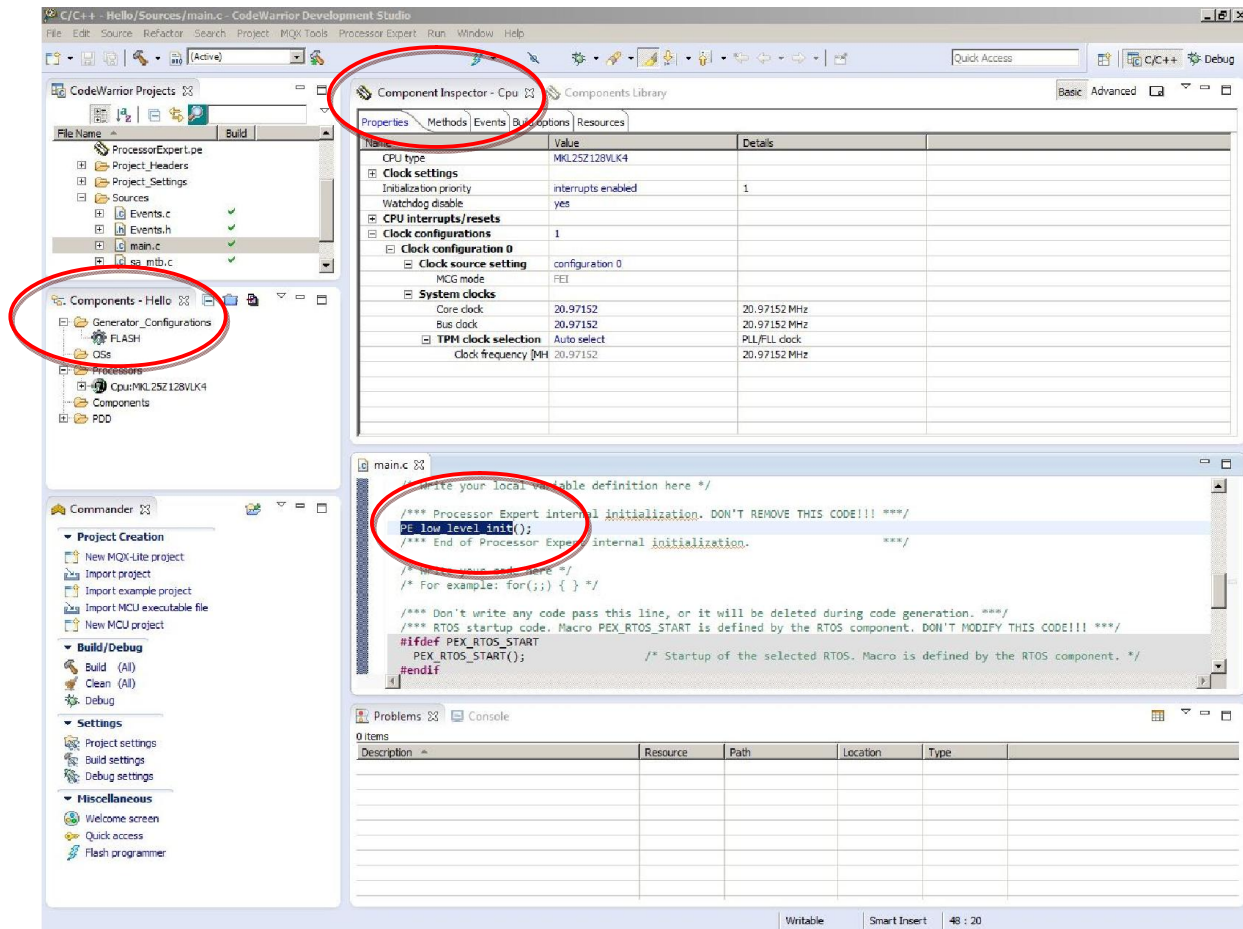 C/C++ - Hello/Sources/main.c - CodeWarrior Development Studio
File Edit Source Refactor Search Project MQX Tools Processor Expert Run Window Help
(Active)
Quick Access
C/C++
Debug
CodeWarrior Projects
File Name
Build
ProcessorExpert.pe
Project_Headers
Project_Settings
Sources
Events.c
Events.h
main.c
sa_mtb.c
Components - Hello
Generator_Configurations
FLASH
OSs
Processors
Cpu:MKL25Z128VLK4
Components
PDD
Commander
Project Creation
New MQX-Lite project
Import project
Import example project
Import MCU executable file
New MCU project
Build/Debug
Build (All)
Clean (All)
Debug
Settings
Project settings
Build settings
Debug settings
Miscellaneous
Welcome screen
Quick access
Flash programmer
Component Inspector - Cpu
Components Library
Basic Advanced
Properties Methods Events Build options Resources
Name Value Details
CPU type MKL25Z128VLK4
Clock settings
Initialization priority interrupts enabled 1
Watchdog disable yes
CPU interrupts/resets
Clock configurations 1
Clock configuration 0
Clock source setting configuration 0
MCG mode FEI
System clocks
Core clock 20.97152 20.97152 MHz
Bus clock 20.97152 20.97152 MHz
TPM clock selection Auto select PLL/FLL clock
Clock frequency [MH 20.97152 20.97152 MHz
main.c
/* Write your local variable definition here */
/*** Processor Expert internal initialization. DON'T REMOVE THIS CODE!!! ***/
PE_low_level_init();
/*** End of Processor Expert internal initialization. ***/
/* Write your code here */
/* For example: for(;;) { } */
/*** Don't write any code pass this line, or it will be deleted during code generation. ***/
/*** RTOS startup code. Macro PEX_RTOS_START is defined by the RTOS component. DON'T MODIFY THIS CODE!!! ***/
#ifdef PEX_RTOS_START
PEX_RTOS_START(); /* Startup of the selected RTOS. Macro is defined by the RTOS component. */
#endif
Problems
Console
0 items
Description Resource Path Location Type
Writable Smart Insert 48 : 20